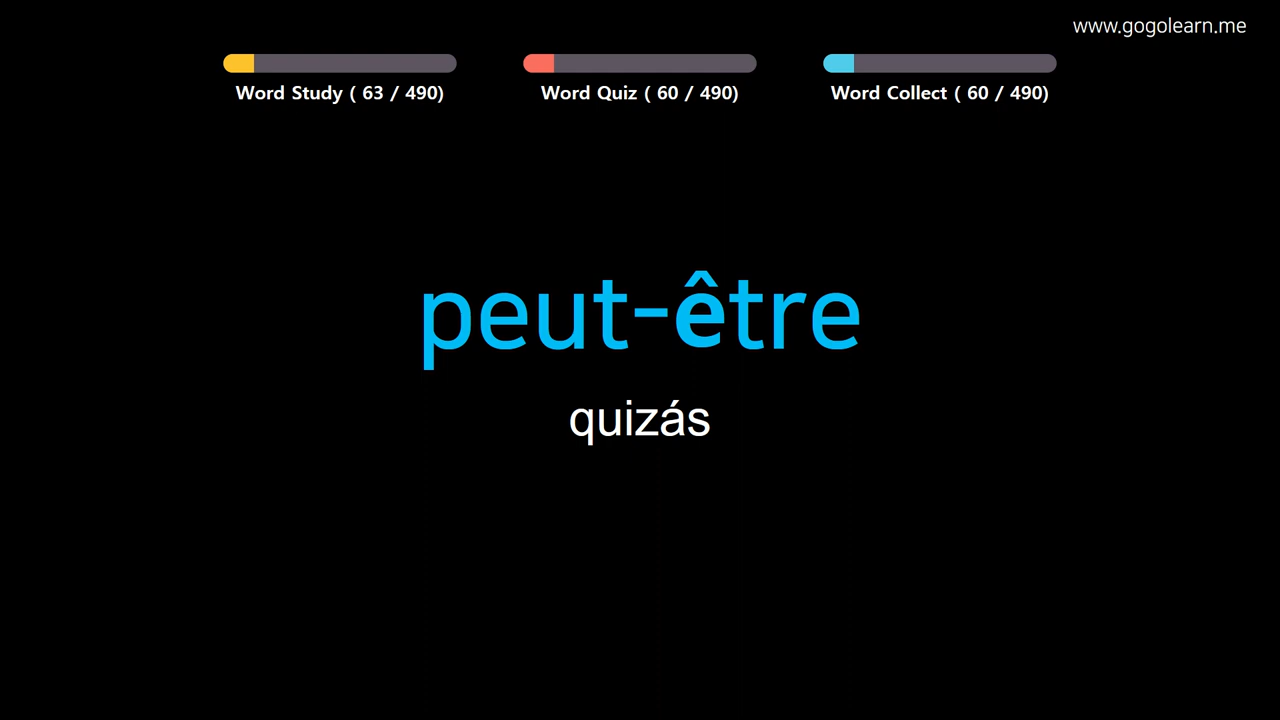 www.gogolearn.me
Word Study ( 63 / 490)
Word Quiz ( 60 / 490)
Word Collect ( 60 / 490)
peut-être
quizás